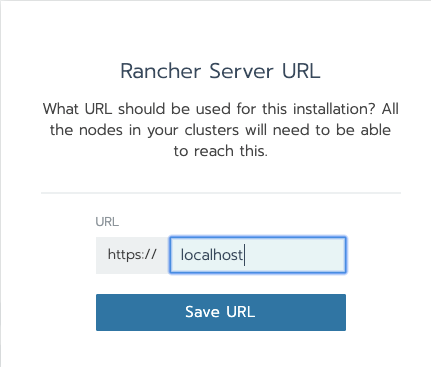 Rancher Server URL
What URL should be used for this installation? All
the nodes in your clusters will need to be able
to reach this.
URL
https:// localhost
Save URL